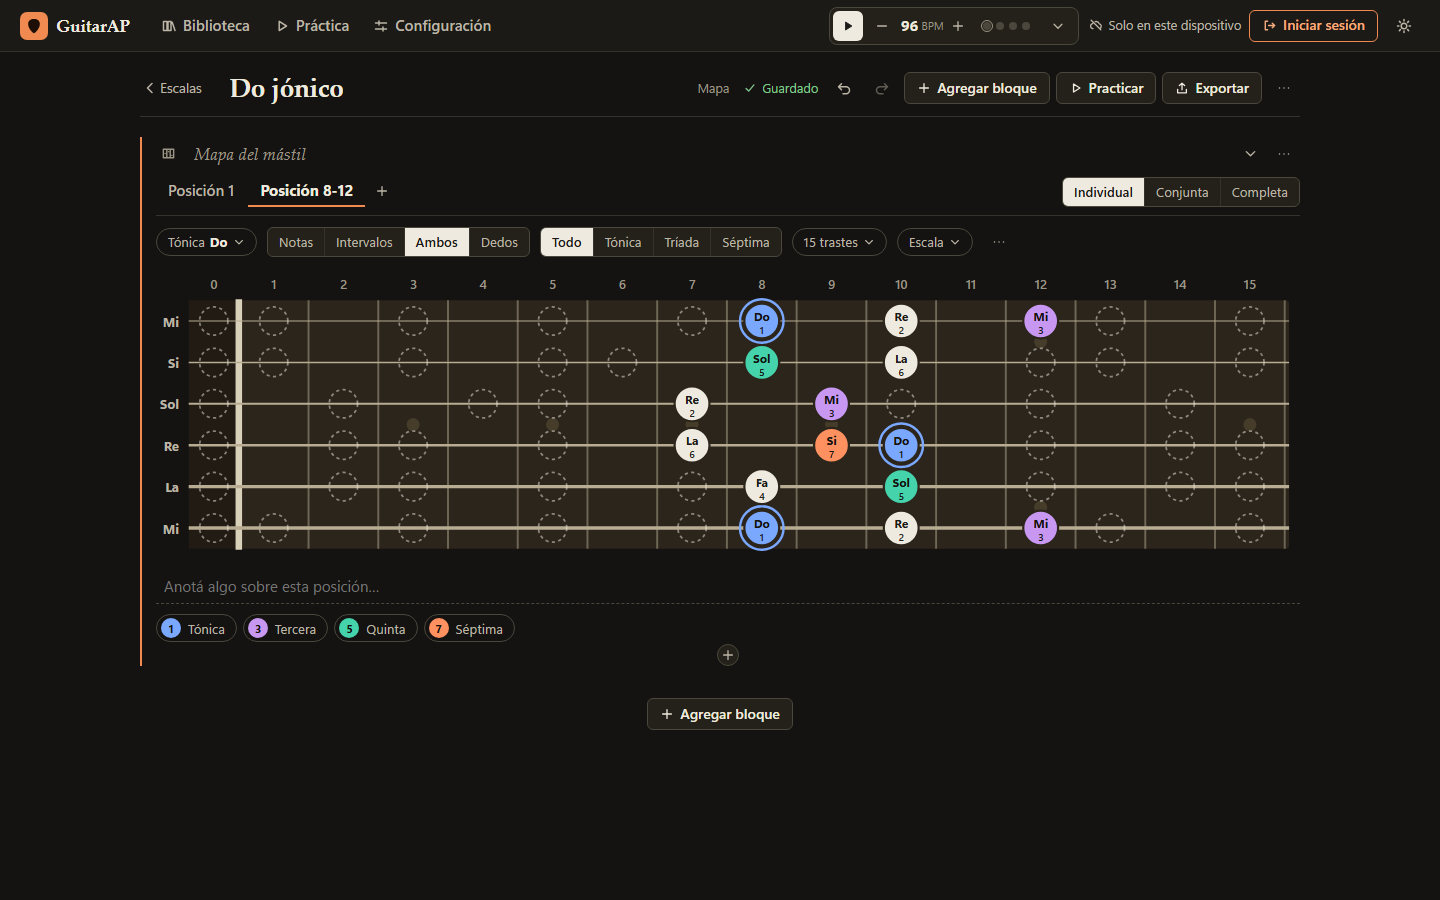 GuitarAP Biblioteca Práctica Configuración 96 BPM Solo en este dispositivo Iniciar sesión
Escalas Do jónico Mapa Guardado Agregar bloque Practicar Exportar ...
Mapa del mástil ...
Posición 1 Posición 8-12 + Individual Conjunta Completa
Tónica Do Notas Intervalos Ambos Dedos Todo Tónica Tríada Séptima 15 trastes Escala ...
0 1 2 3 4 5 6 7 8 9 10 11 12 13 14 15
Mi Do 1 Re 2 Mi 3
Si Sol 5 La 6
Sol Re 2 Mi 3
Re La 6 Si 7 Do 1
La Fa 4 Sol 5
Mi Do 1 Re 2 Mi 3
Anotá algo sobre esta posición...
1 Tónica 3 Tercera 5 Quinta 7 Séptima
+
+ Agregar bloque